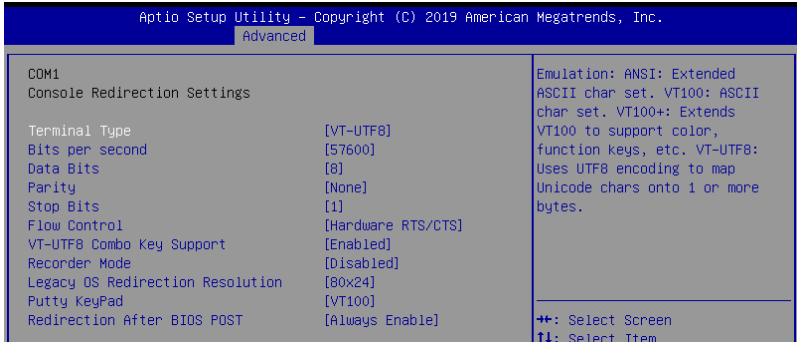 Aptio Setup Utility – Copyright (C) 2019 American Megatrends, Inc.
Advanced
COM1
Console Redirection Settings
Terminal Type [VT-UTF8]
Bits per second [57600]
Data Bits [8]
Parity [None]
Stop Bits [1]
Flow Control [Hardware RTS/CTS]
VT-UTF8 Combo Key Support [Enabled]
Recorder Mode [Disabled]
Legacy OS Redirection Resolution [80x24]
Putty KeyPad [VT100]
Redirection After BIOS POST [Always Enable]
Emulation: ANSI: Extended
ASCII char set. VT100: ASCII
char set. VT100+: Extends
VT100 to support color,
function keys, etc. VT-UTF8:
Uses UTF8 encoding to map
Unicode chars onto 1 or more
bytes.
→←: Select Screen
↑↓: Select Item